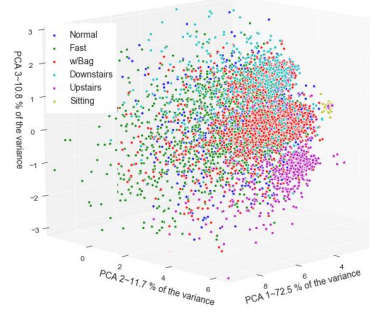 Normal
Fast
w/Bag
Downstairs
Upstairs
Sitting
PCA 3~10.8 % of the variance
3
2
1
0
−1
−2
−3
0
2
4
6
PCA 2~11.7 % of the variance
8
6
4
PCA 1~72.5 % of the variance